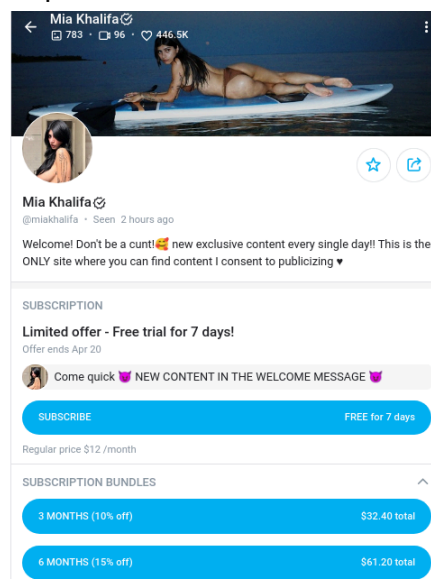 Mia Khalifa
783 · 96 · 446.5K
Mia Khalifa
@miakhalifa · Seen 2 hours ago
Welcome! Don't be a cunt!🥰 new exclusive content every single day!! This is the
ONLY site where you can find content I consent to publicizing ♥
SUBSCRIPTION
Limited offer - Free trial for 7 days!
Offer ends Apr 20
Come quick 😈 NEW CONTENT IN THE WELCOME MESSAGE 😈
SUBSCRIBE FREE for 7 days
Regular price $12 /month
SUBSCRIPTION BUNDLES
3 MONTHS (10% off) $32.40 total
6 MONTHS (15% off) $61.20 total